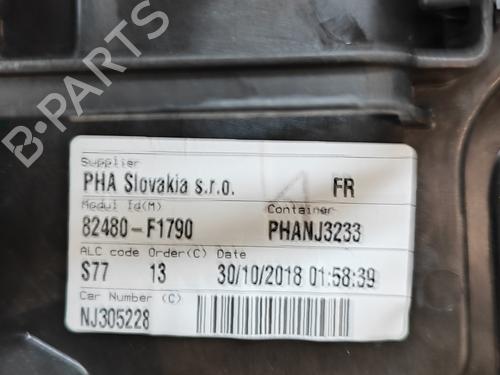 B-PARTS
Supplier
PHA Slovakia s.r.o. FR
Modul Id(M) Container
82480-F1790 PHANJ3233
ALC code Order(C) Date
S77 13 30/10/2018 01:58:39
Car Number (C)
NJ305228